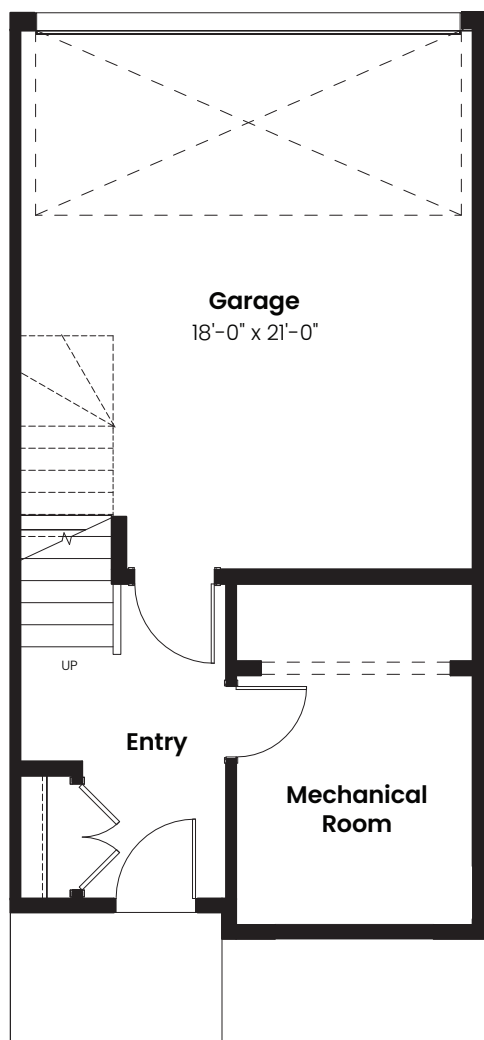 Garage
18'-0" x 21'-0"
UP
Entry
Mechanical
Room